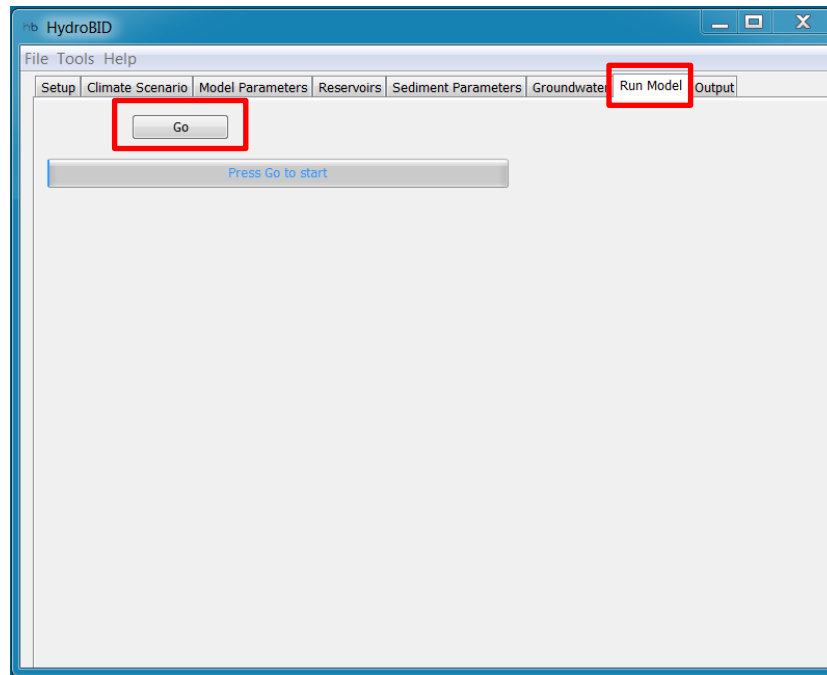 hb HydroBID
File Tools Help
Setup Climate Scenario Model Parameters Reservoirs Sediment Parameters Groundwater Run Model Output
Go
Press Go to start